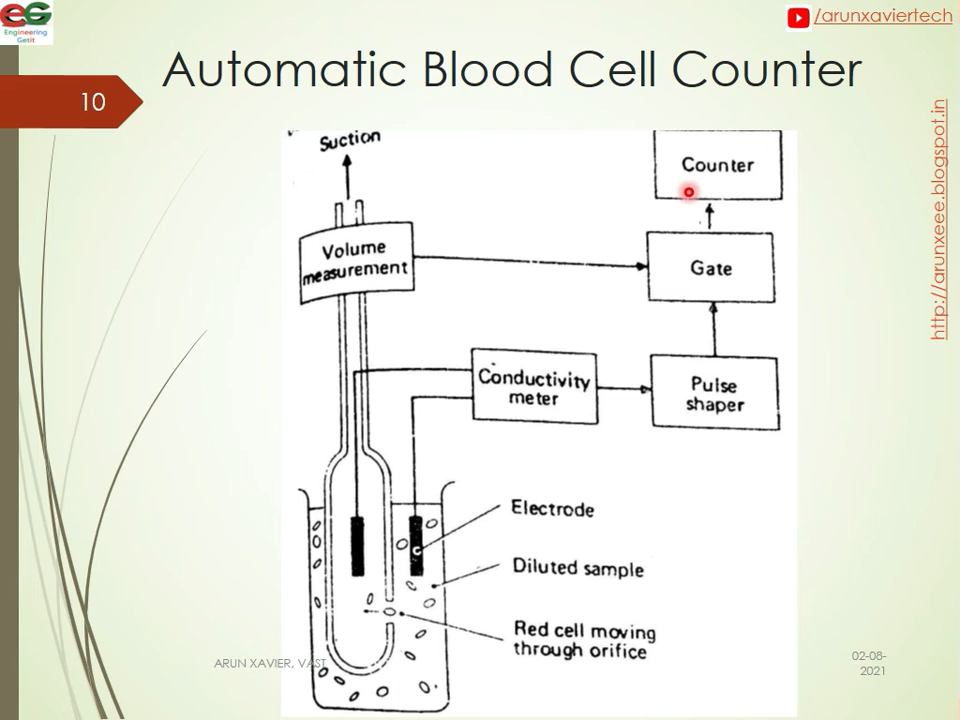 EG
Engineering
Getit
/arunxaviertech
Automatic Blood Cell Counter
10
http://arunxeee.blogspot.in
Suction
Counter
Volume
measurement
Gate
Conductivity
meter
Pulse
shaper
Electrode
Diluted sample
Red cell moving
through orifice
ARUN XAVIER, VAST
02-08-
2021